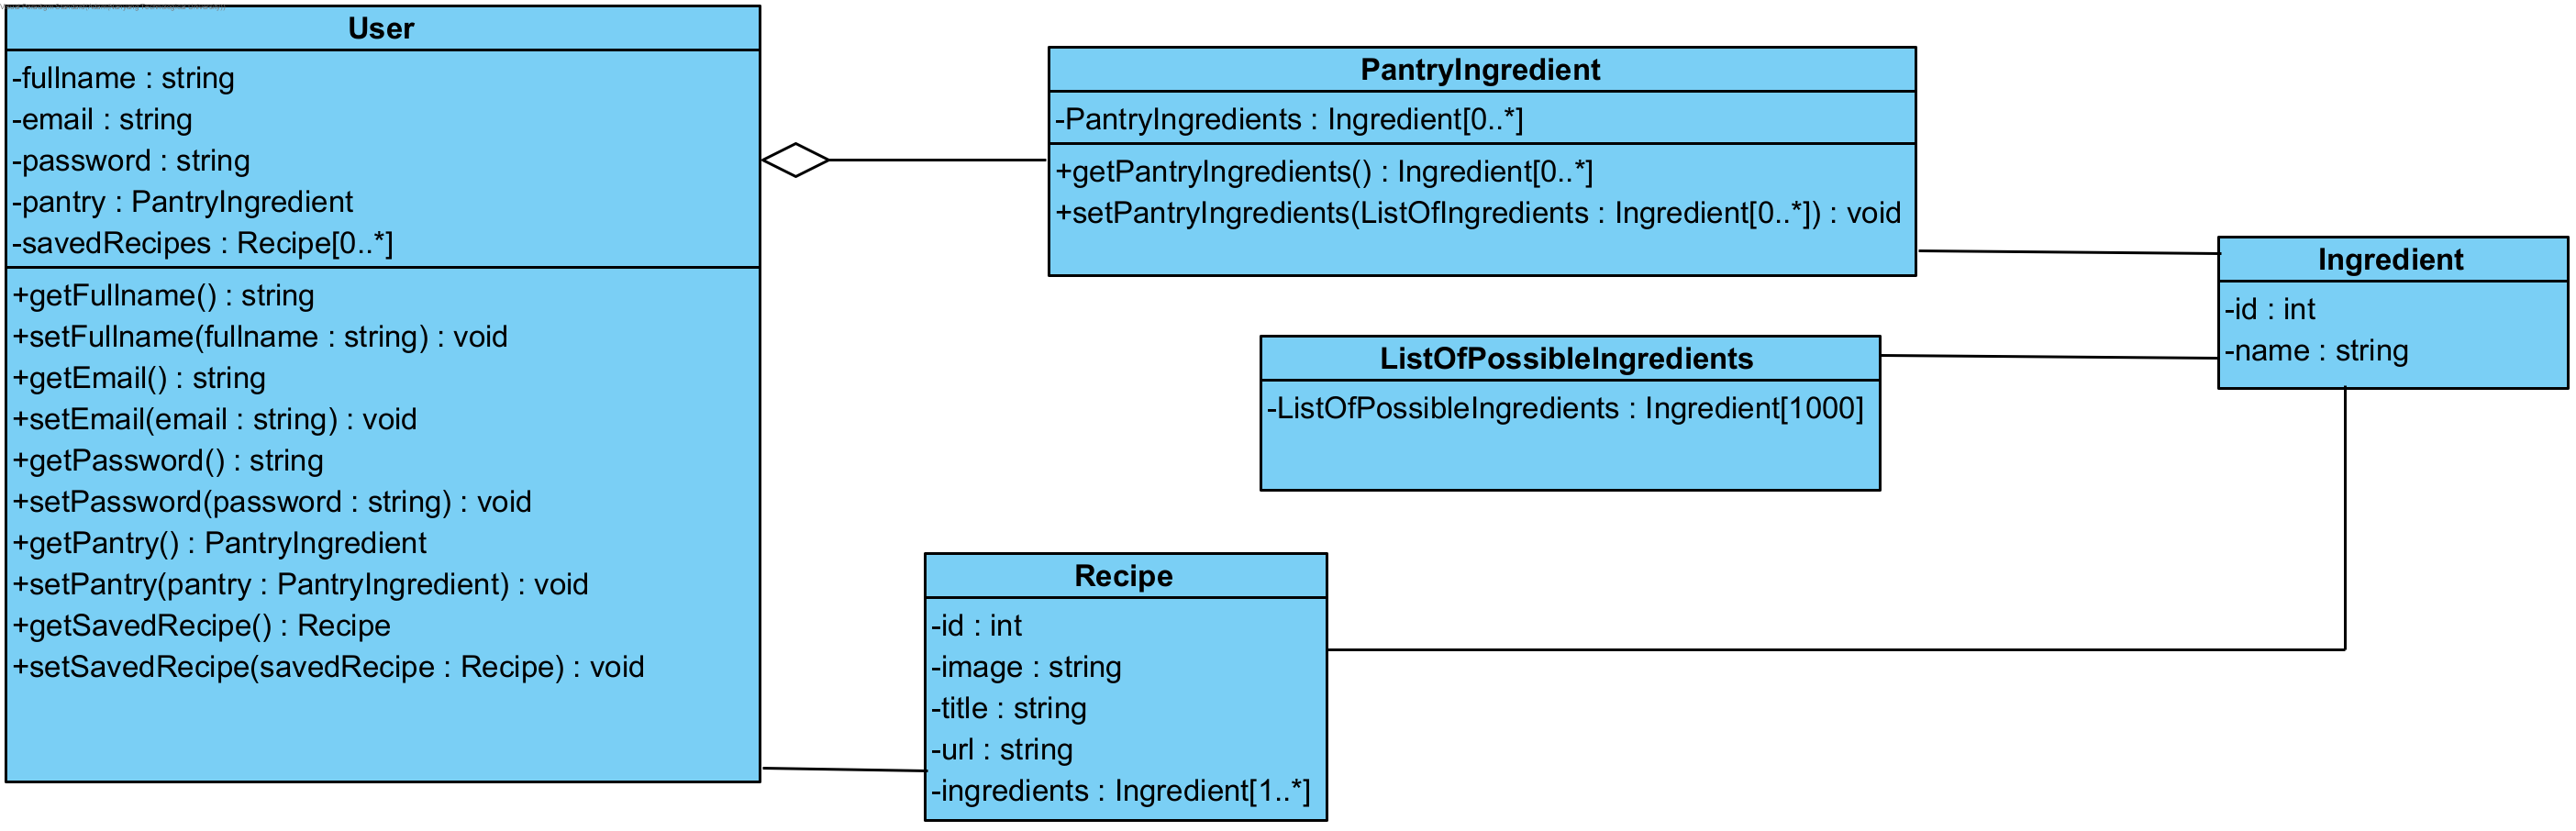 User
-fullname : string
-email : string
-password : string
-pantry : PantryIngredient
-savedRecipes : Recipe[0..*]
+getFullname() : string
+setFullname(fullname : string) : void
+getEmail() : string
+setEmail(email : string) : void
+getPassword() : string
+setPassword(password : string) : void
+getPantry() : PantryIngredient
+setPantry(pantry : PantryIngredient) : void
+getSavedRecipe() : Recipe
+setSavedRecipe(savedRecipe : Recipe) : void
PantryIngredient
-PantryIngredients : Ingredient[0..*]
+getPantryIngredients() : Ingredient[0..*]
+setPantryIngredients(ListOfIngredients : Ingredient[0..*]) : void
Ingredient
-id : int
-name : string
ListOfPossibleIngredients
-ListOfPossibleIngredients : Ingredient[1000]
Recipe
-id : int
-image : string
-title : string
-url : string
-ingredients : Ingredient[1..*]